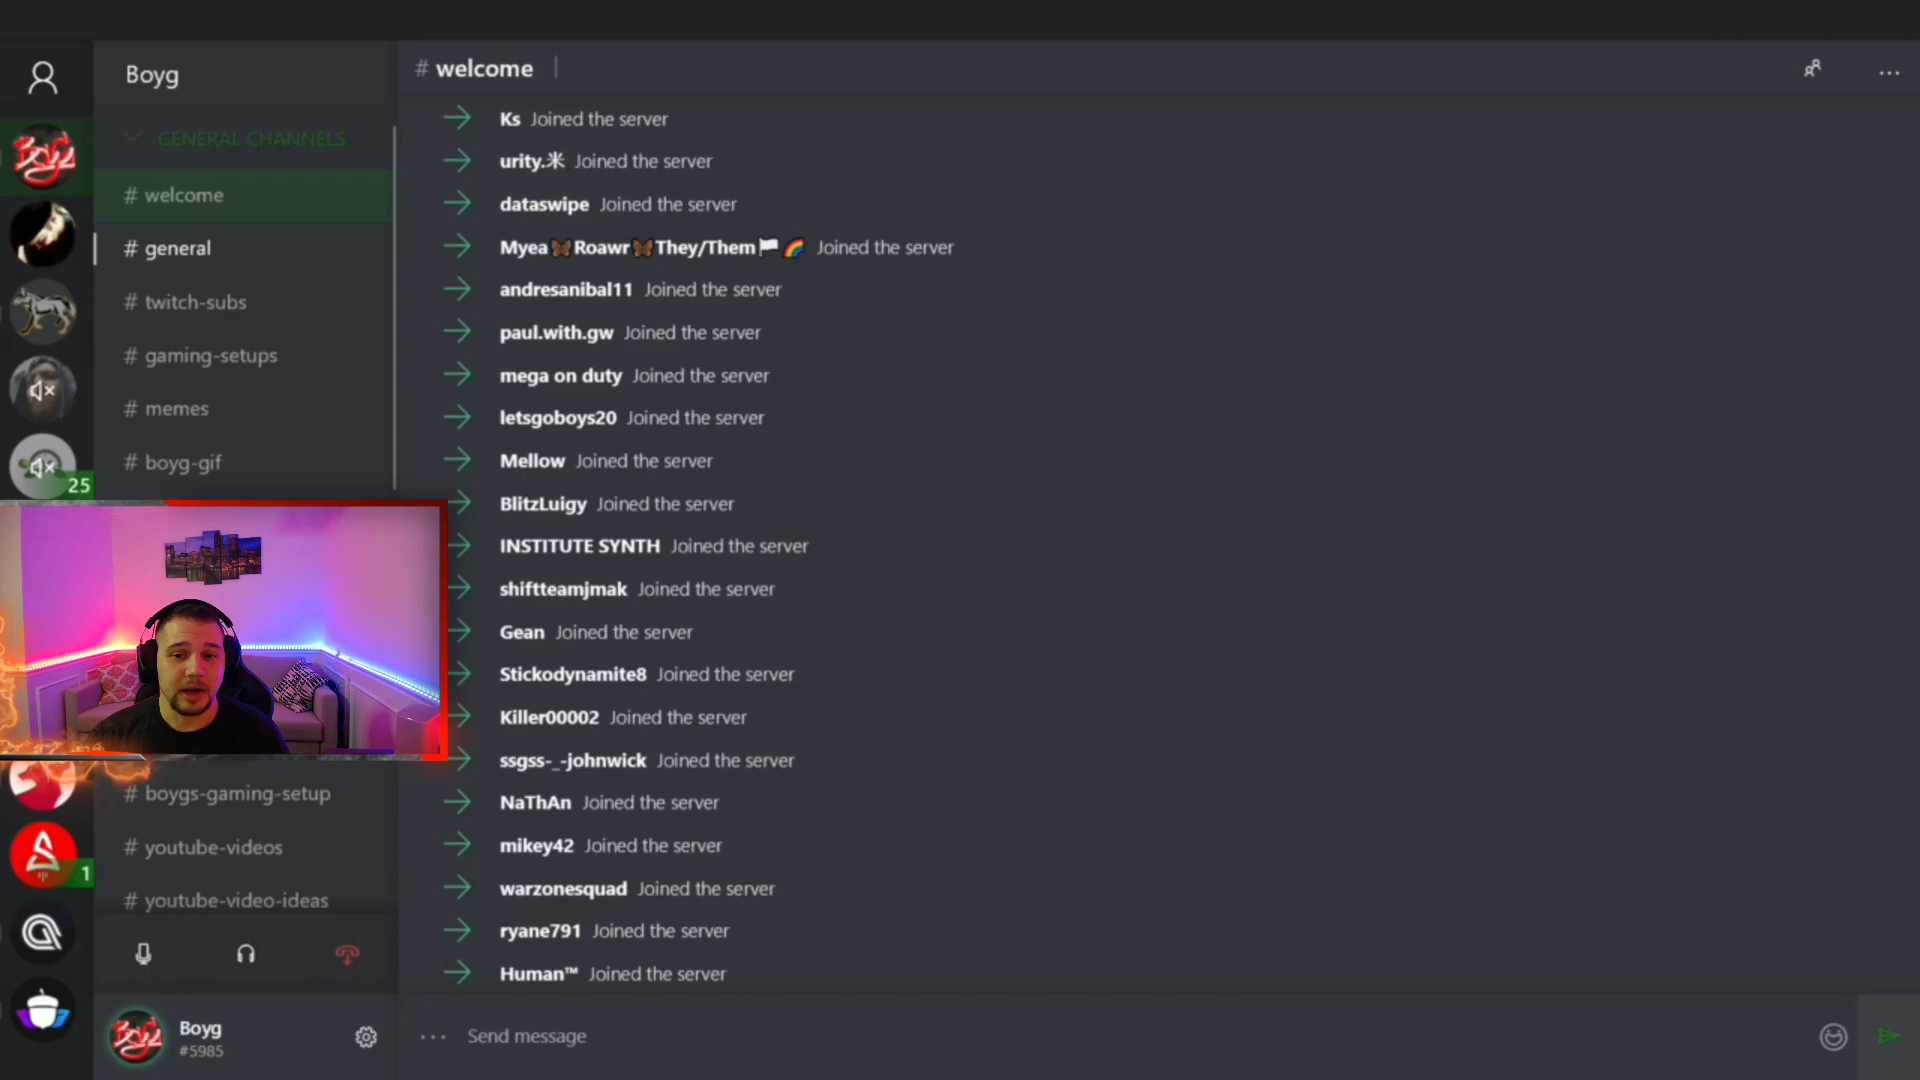 Boyg
GENERAL CHANNELS
# welcome
# general
# twitch-subs
# gaming-setups
# memes
# boyg-gif
25
# boygs-gaming-setup
# youtube-videos
1
# youtube-video-ideas
Boyg
#5985
# welcome
Ks Joined the server
urity.米 Joined the server
dataswipe Joined the server
Myea🦋Roawr🦋They/Them🏳🌈 Joined the server
andresanibal11 Joined the server
paul.with.gw Joined the server
mega on duty Joined the server
letsgoboys20 Joined the server
Mellow Joined the server
BlitzLuigy Joined the server
INSTITUTE SYNTH Joined the server
shiftteamjmak Joined the server
Gean Joined the server
Stickodynamite8 Joined the server
Killer00002 Joined the server
ssgss-_-johnwick Joined the server
NaThAn Joined the server
mikey42 Joined the server
warzonesquad Joined the server
ryane791 Joined the server
Human™ Joined the server
Send message